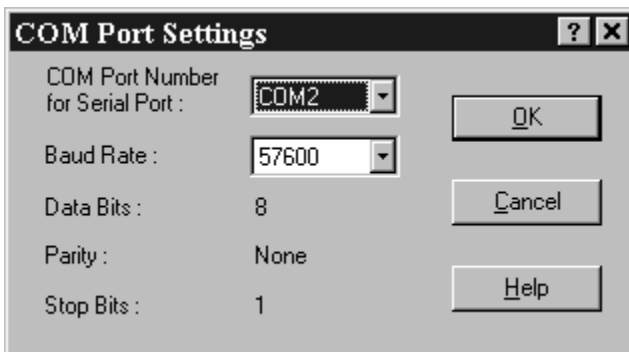 COM Port Settings
COM Port Number
for Serial Port :
COM2
OK
Baud Rate :
57600
Data Bits :
8
Cancel
Parity :
None
Help
Stop Bits :
1